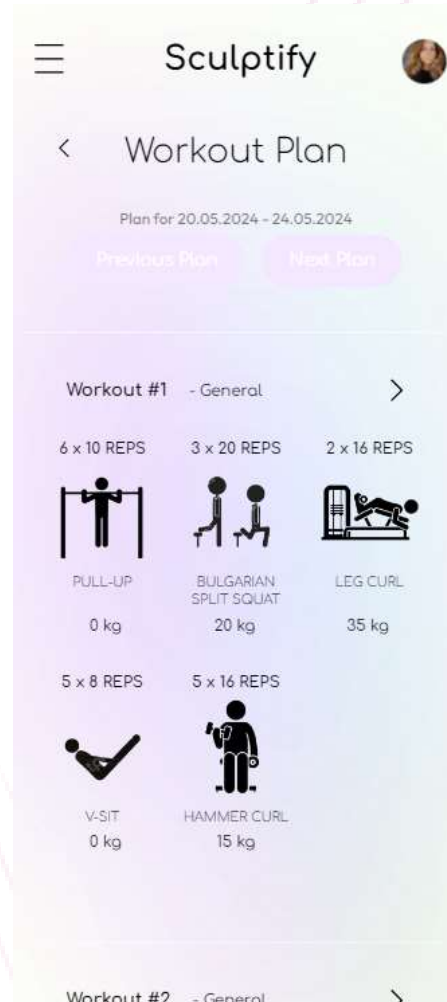 Sculptify
Workout Plan
Plan for 20.05.2024 - 24.05.2024
Previous Plan Next Plan
Workout #1 - General
6 x 10 REPS 3 x 20 REPS 2 x 16 REPS
PULL-UP BULGARIAN LEG CURL
SPLIT SQUAT
0 kg 20 kg 35 kg
5 x 8 REPS 5 x 16 REPS
V-SIT HAMMER CURL
0 kg 15 kg
Workout #2 - General